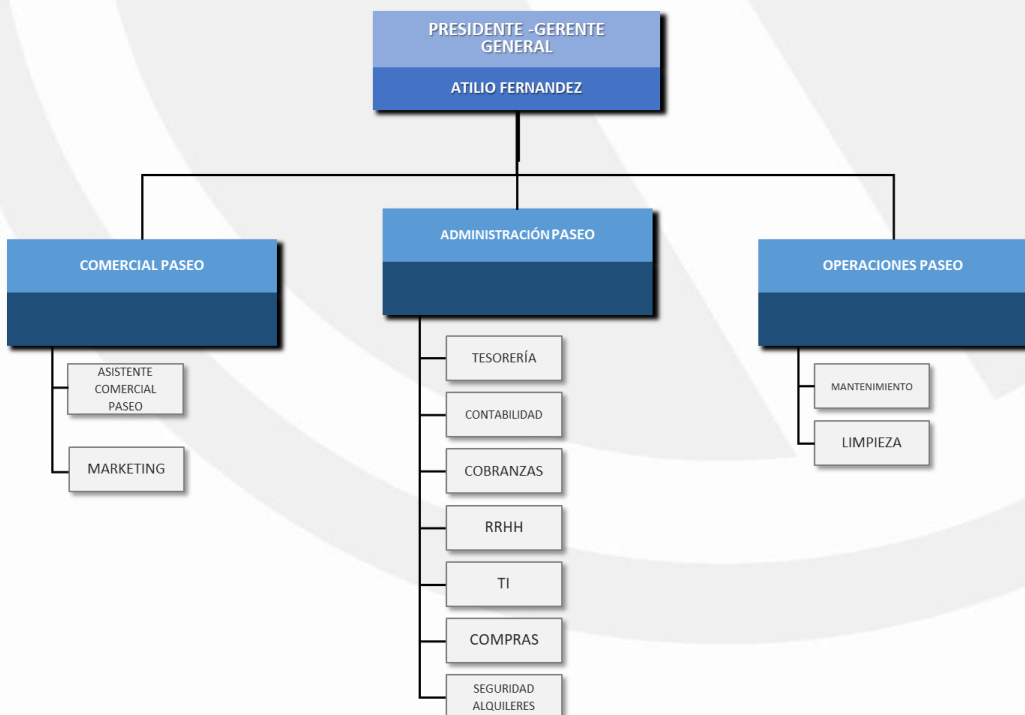 PRESIDENTE -GERENTE
GENERAL
ATILIO FERNANDEZ
COMERCIAL PASEO
ADMINISTRACIÓN PASEO
OPERACIONES PASEO
ASISTENTE
COMERCIAL
PASEO
MARKETING
TESORERÍA
CONTABILIDAD
COBRANZAS
RRHH
TI
COMPRAS
SEGURIDAD
ALQUILERES
MANTENIMIENTO
LIMPIEZA